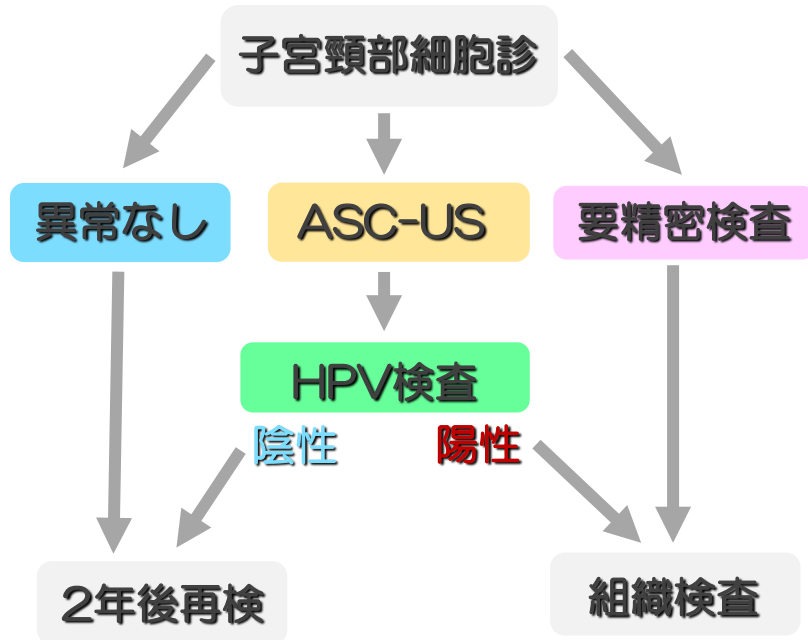 子宮頸部細胞診
異常なし
ASC-US
要精密検査
HPV検査
陰性
陽性
2年後再検
組織検査